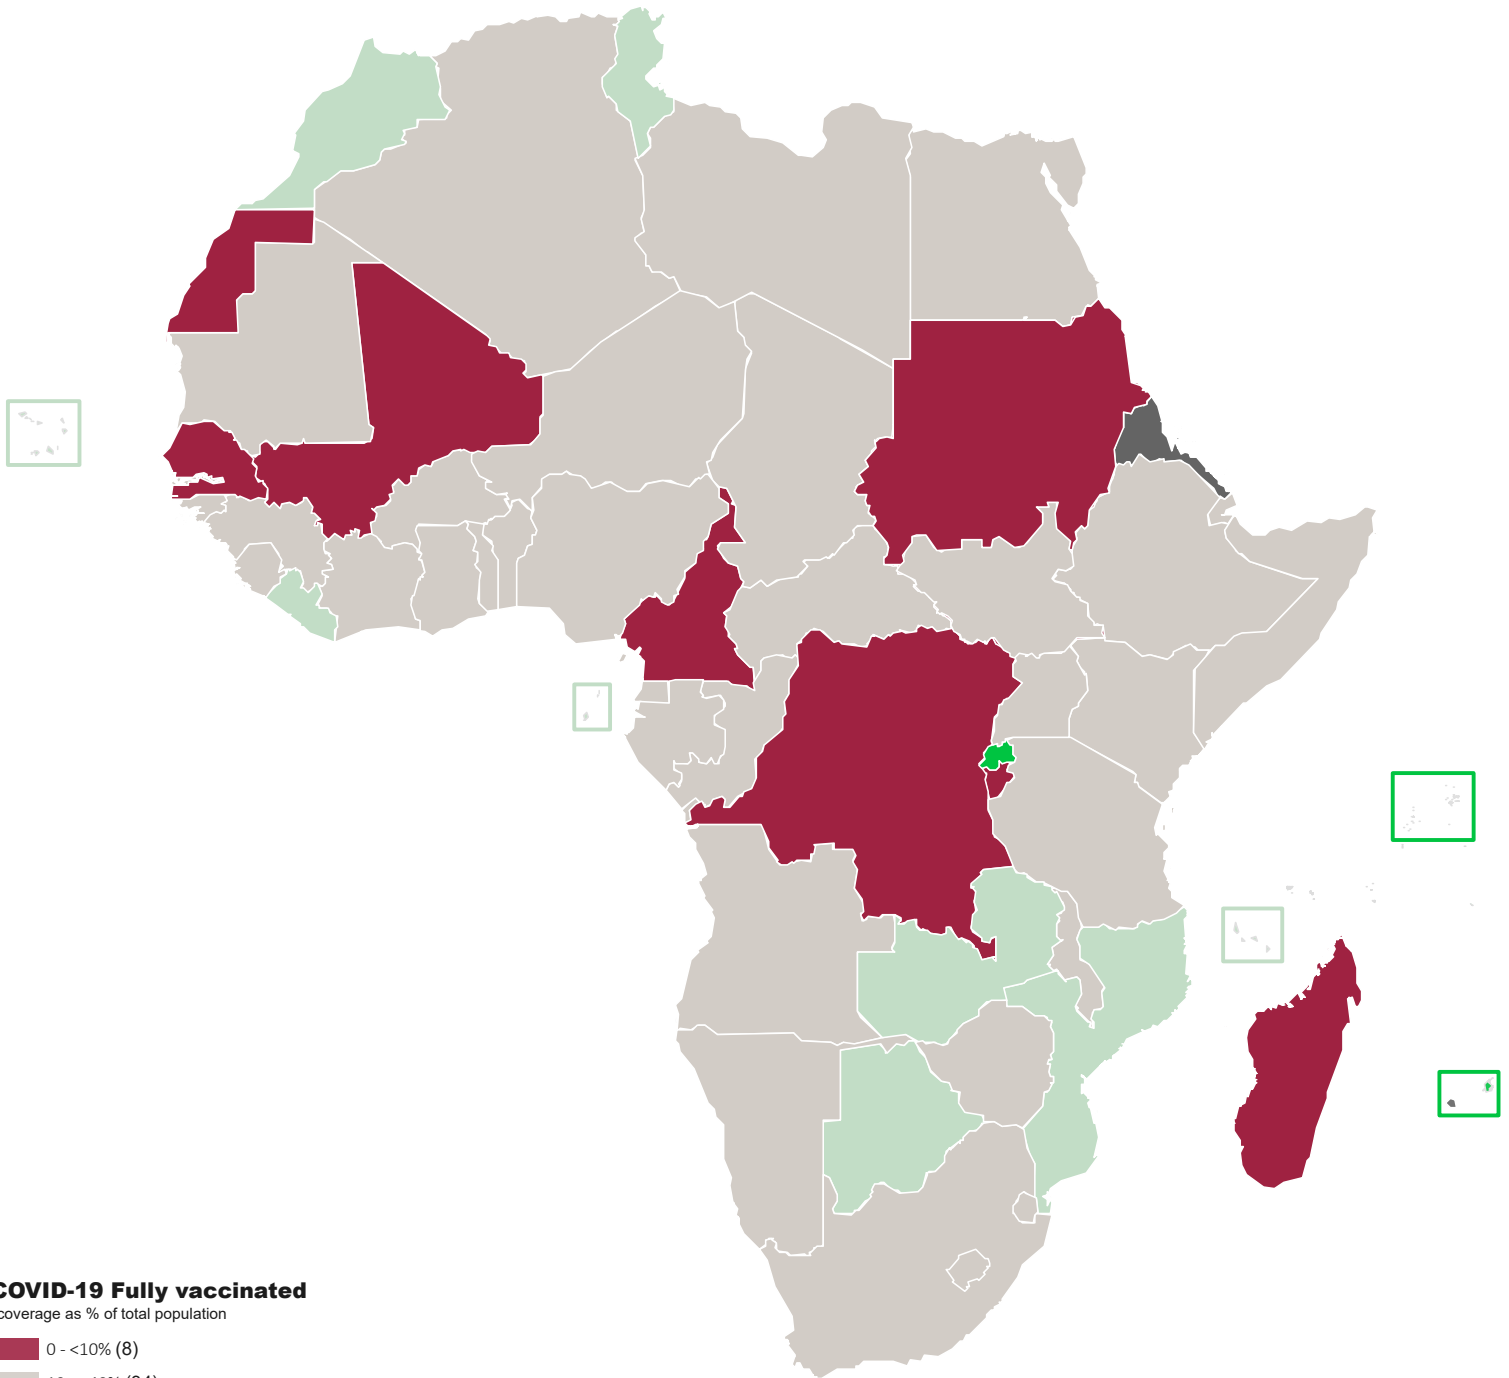 COVID-19 Fully vaccinated
coverage as % of total population
0 - <10% (8)